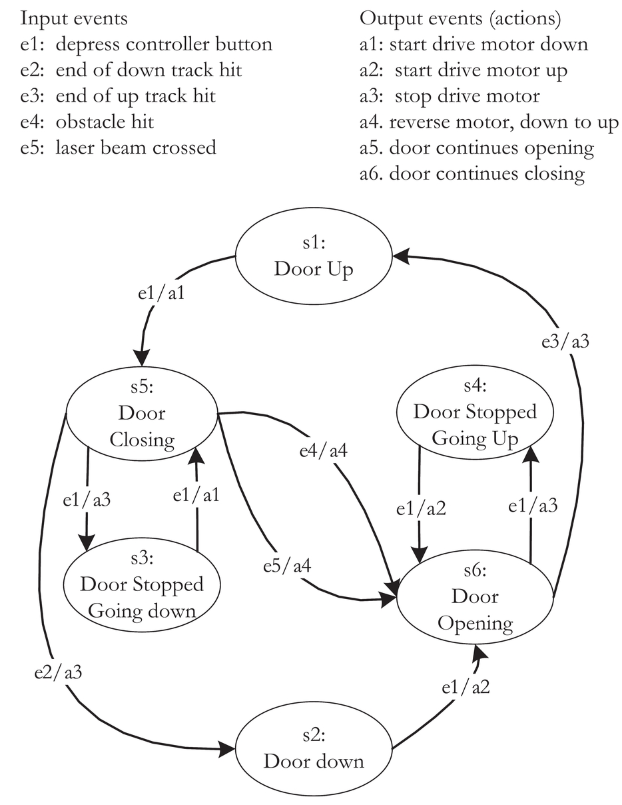 Input events
e1: depress controller button
e2: end of down track hit
e3: end of up track hit
e4: obstacle hit
e5: laser beam crossed
Output events (actions)
a1: start drive motor down
a2: start drive motor up
a3: stop drive motor
a4. reverse motor, down to up
a5. door continues opening
a6. door continues closing
s1:
Door Up
e1/a1
e3/a3
s5:
Door
Closing
s4:
Door Stopped
Going Up
e4/a4
e1/a3
e1/a1
e1/a2
e1/a3
s3:
Door Stopped
Going down
e5/a4
s6:
Door
Opening
e2/a3
e1/a2
s2:
Door down